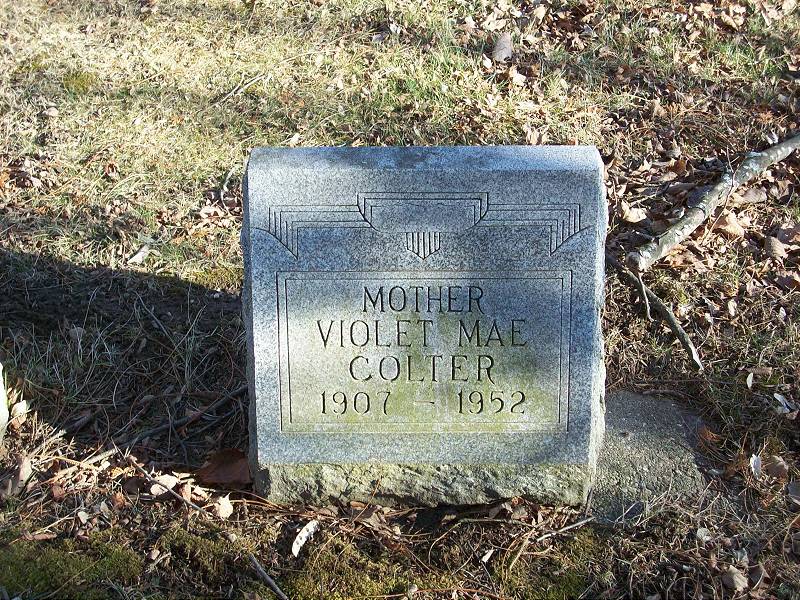 MOTHER
VIOLET MAE
COLTER
1907 - 1952